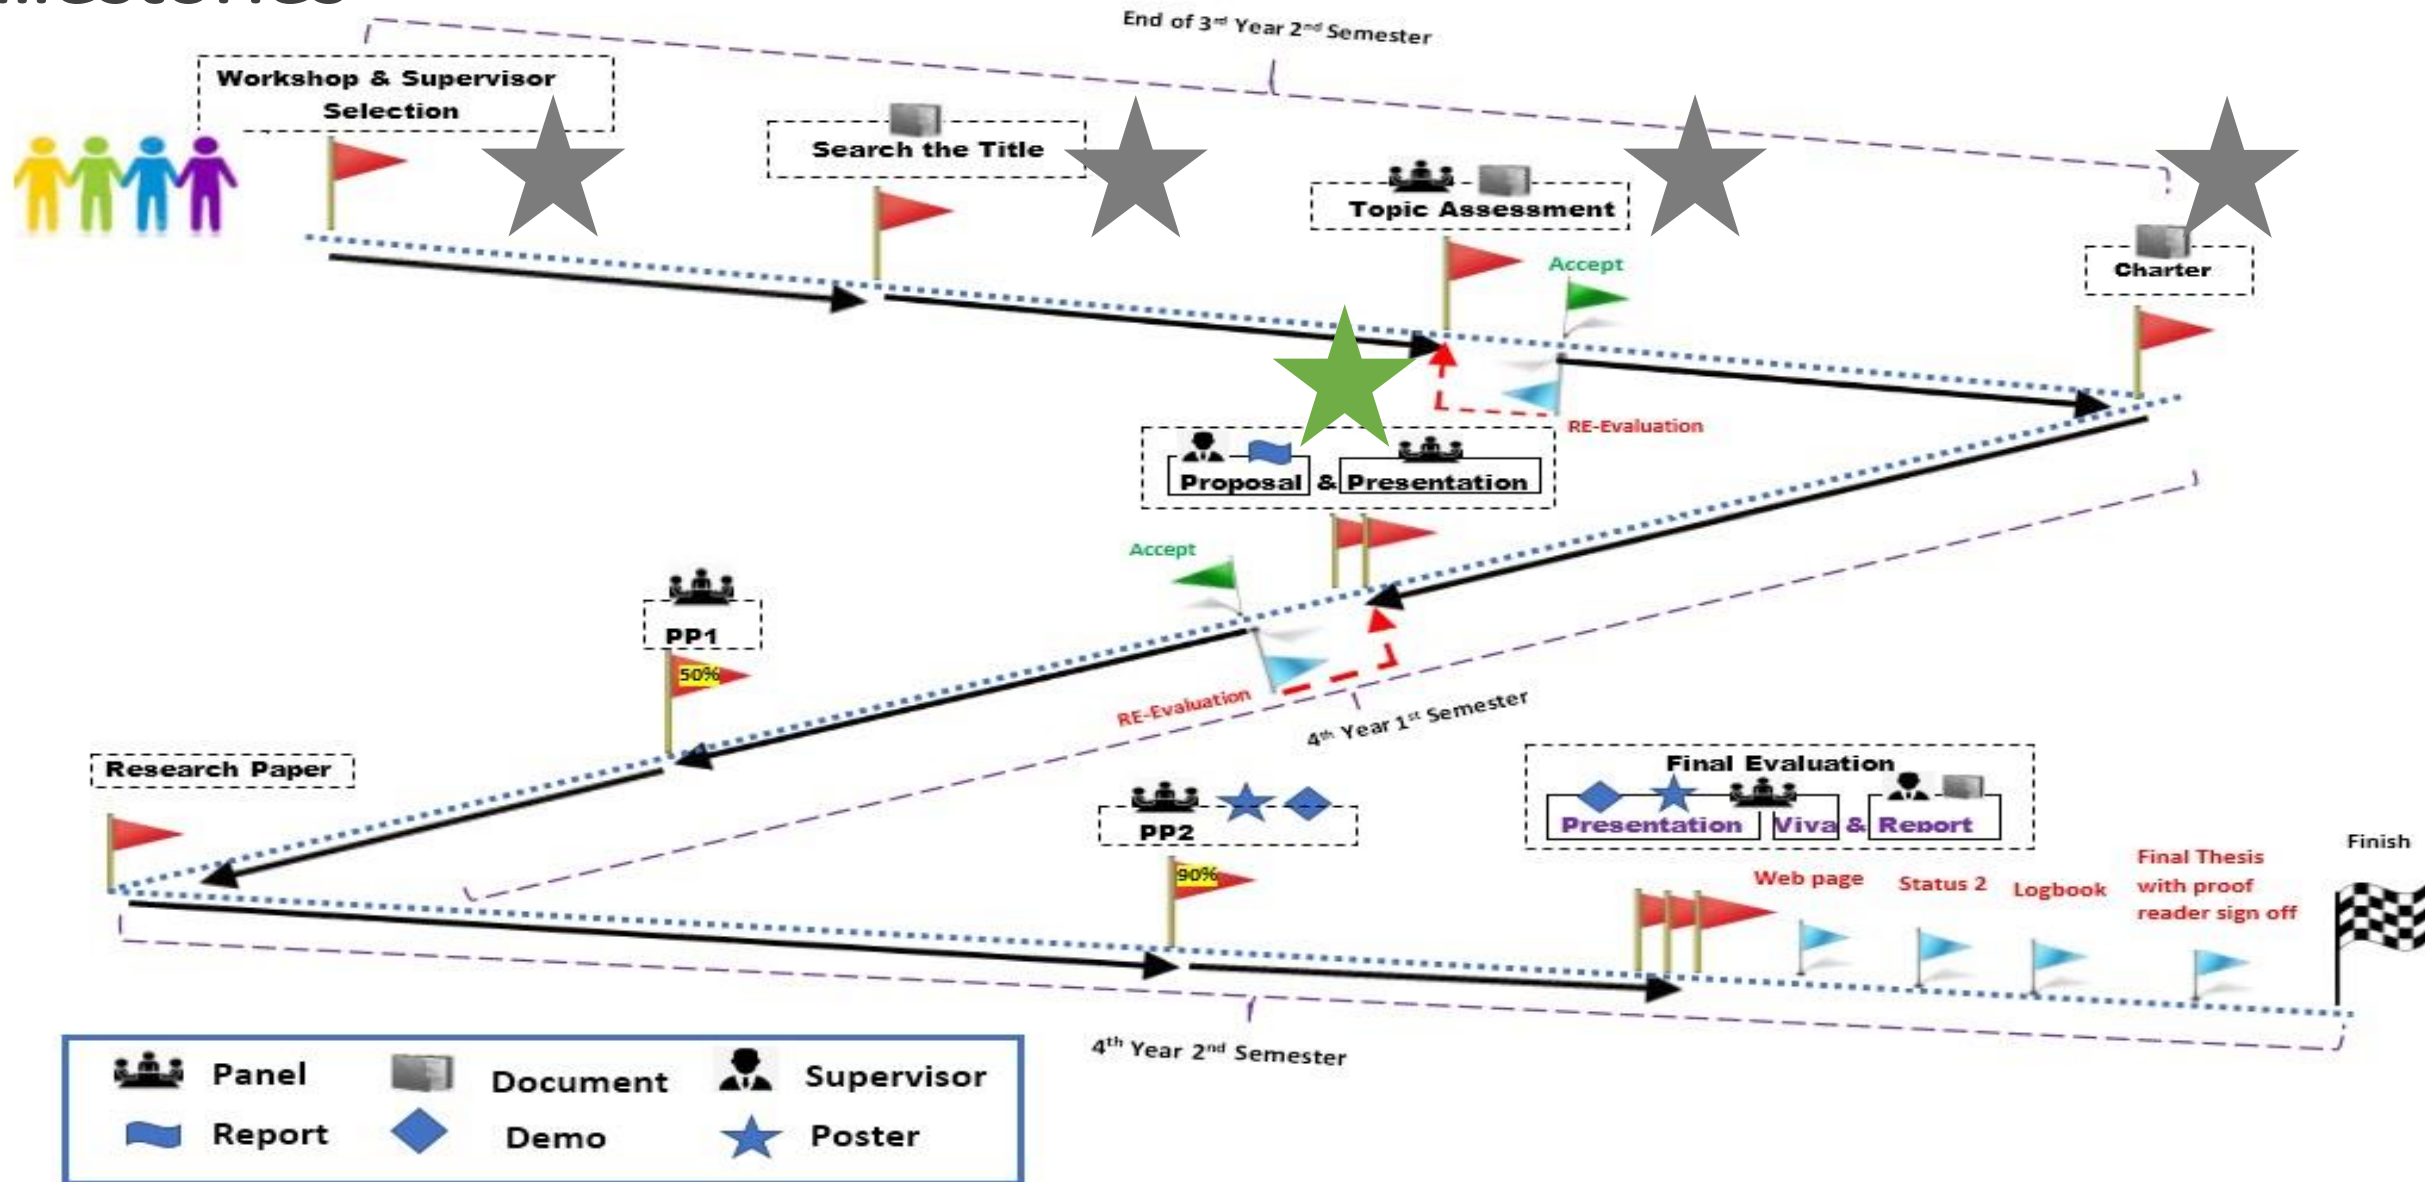 End of 3rd Year 2nd Semester
Workshop & Supervisor
Selection
Search the Title
Topic Assessment
Accept
Charter
RE-Evaluation
Proposal & Presentation
Accept
PP1
50%
RE-Evaluation
4th Year 1st Semester
Research Paper
PP2
90%
Final Evaluation
Presentation Viva & Report
Web page
Status 2
Logbook
Final Thesis
with proof
reader sign off
Finish
4th Year 2nd Semester
Panel
Document
Supervisor
Report
Demo
Poster